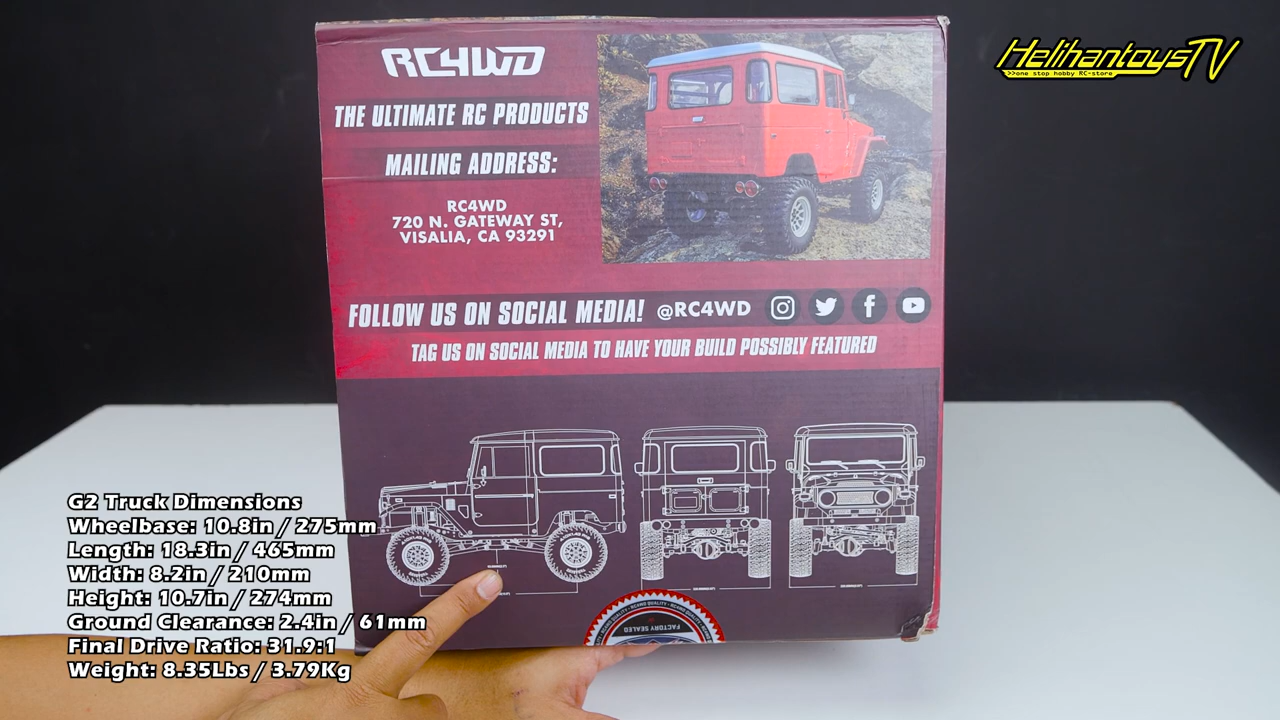 RC4WD
THE ULTIMATE RC PRODUCTS
MAILING ADDRESS:
RC4WD
720 N. GATEWAY ST,
VISALIA, CA 93291
FOLLOW US ON SOCIAL MEDIA! @RC4WD
TAG US ON SOCIAL MEDIA TO HAVE YOUR BUILD POSSIBLY FEATURED
HelihantoysTV
>>one stop hobby RC-store
G2 Truck Dimensions
Wheelbase: 10.8in / 275mm
Length: 18.3in / 465mm
Width: 8.2in / 210mm
Height: 10.7in / 274mm
Ground Clearance: 2.4in / 61mm
Final Drive Ratio: 31.9:1
Weight: 8.35Lbs / 3.79Kg
RC4WD QUALITY
FACTORY SEALED